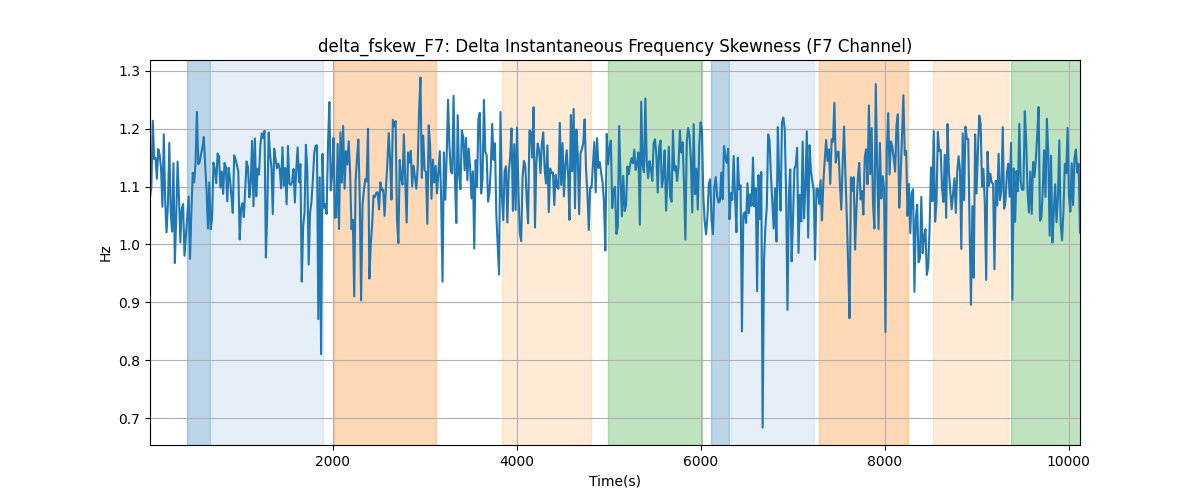 delta_fskew_F7: Delta Instantaneous Frequency Skewness (F7 Channel)
1.3
1.2
1.1
1.0
0.9
0.8
0.7
Hz
2000 4000 6000 8000 10000
Time(s)